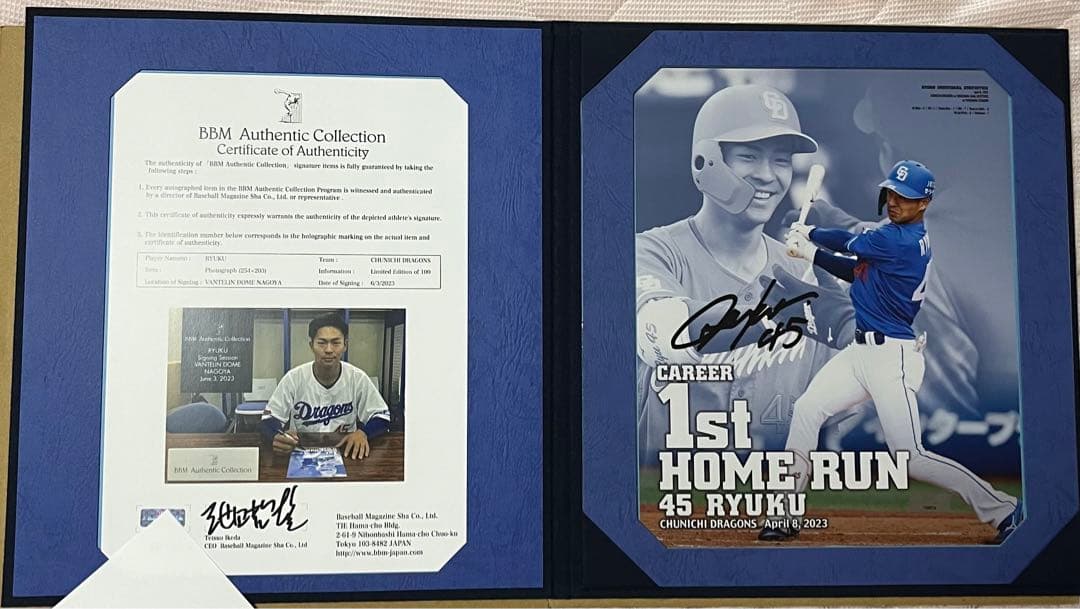 BBM Authentic Collection
Certificate of Authenticity
The authenticity of 「BBM Authentic Collection」 signature items is fully guaranteed by taking the
following steps :
1. Every autographed item in the BBM Authentic Collection Program is witnessed and authenticated
by a director of Baseball Magazine Sha Co., Ltd. or representative .
2. This certificate of authenticity expressly warrants the authenticity of the depicted athlete's signature.
3. The identification number below corresponds to the holographic marking on the actual item and
certificate of authenticity.
RYUKU Team : CHUNICHI DRAGONS
Item : Photograph (254×203) Information : Limited Edition of 100
Location of Signing : VANTELIN DOME NAGOYA Date of Signing : 6/3/2023
BBM Authentic Collection
RYUKU
Signing Session
VANTELIN DOME
NAGOYA
June 3, 2023
Dragons
45
BBM Authentic Collection
Tetsuo Ikeda
CEO Baseball Magazine Sha Co., Ltd
Baseball Magazine Sha Co., Ltd.
TIE Hama-cho Bldg.
2-61-9 Nihonbashi Hama-cho Chuo-ku
Tokyo 103-8482 JAPAN
http://www.bbm-japan.com
CD
CD
45
CAREER
1st
HOME RUN
45 RYUKU
CHUNICHI DRAGONS April 8, 2023